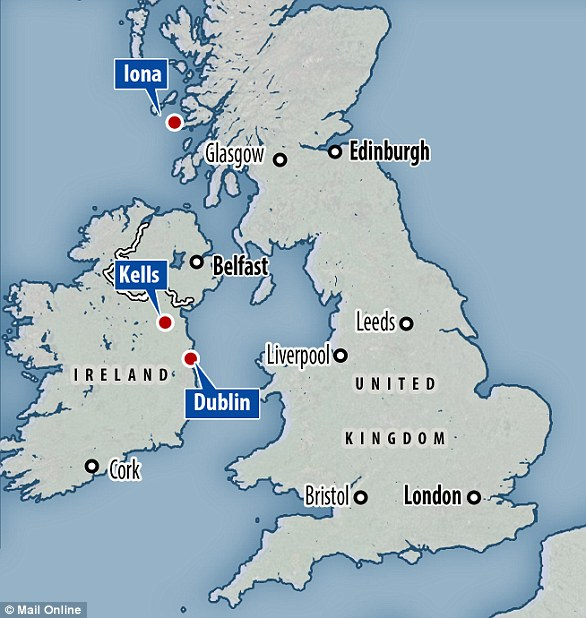 Iona
Glasgow
Edinburgh
Belfast
Kells
Leeds
Liverpool
IRELAND
UNITED
Dublin
KINGDOM
Cork
Bristol
London
© Mail Online